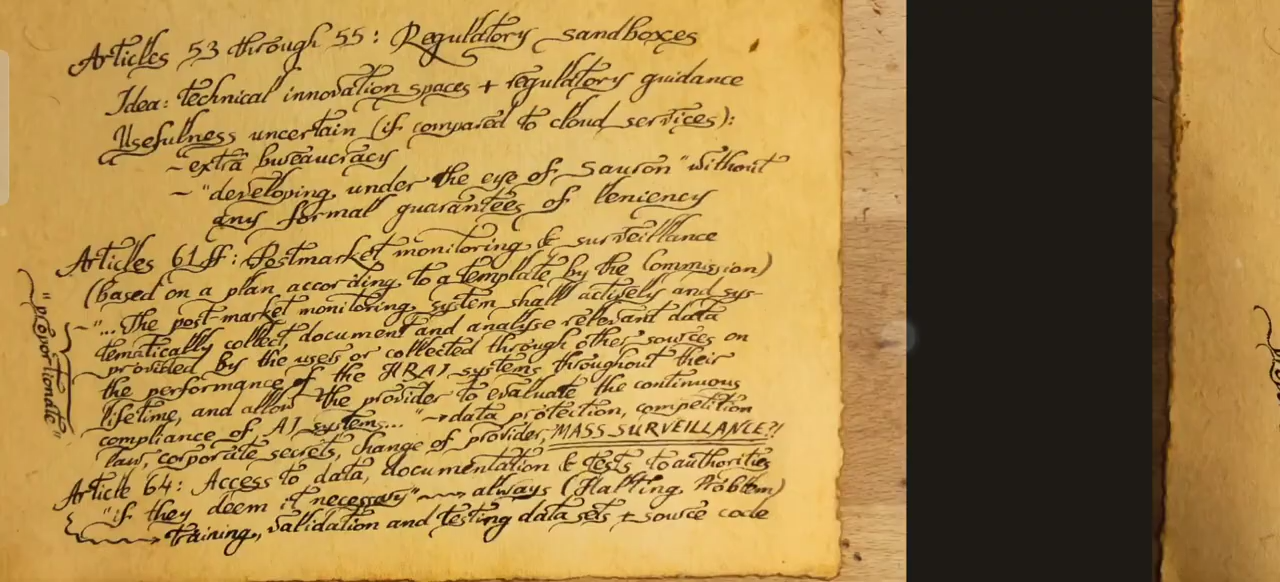 Articles 53 through 55: Regulatory sandboxes
Idea: technical innovation spaces + regulatory guidance
Usefulness uncertain (if compared to cloud services):
- extra bureaucracy
- "developing under the eye of Sauron" without
any formal guarantees of leniency
Articles 61 ff: Postmarket monitoring & surveillance
(based on a plan according to a template by the Commission)
- "... The post-market monitoring system shall actively and sys-
tematically collect, document and analyse relevant data
provided by the users or collected through other sources on
the performance of the HRAI systems throughout their
lifetime, and allow the provider to evaluate the continuous
compliance of AI systems..." → data protection, competition
law, corporate secrets, change of provider, MASS SURVEILLANCE?!
"proportionate"
Article 64: Access to data, documentation & tests to authorities
"if they deem it necessary" → always (Halting Problem)
→ training, validation and testing data sets + source code